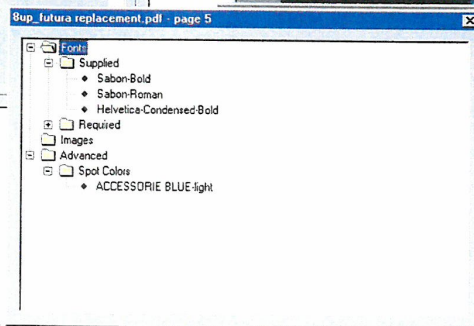 8up_futura replacement.pdf - page 5
Fonts
Supplied
Sabon-Bold
Sabon-Roman
Helvetica-Condensed-Bold
Required
Images
Advanced
Spot Colors
ACCESSORIE BLUE-light